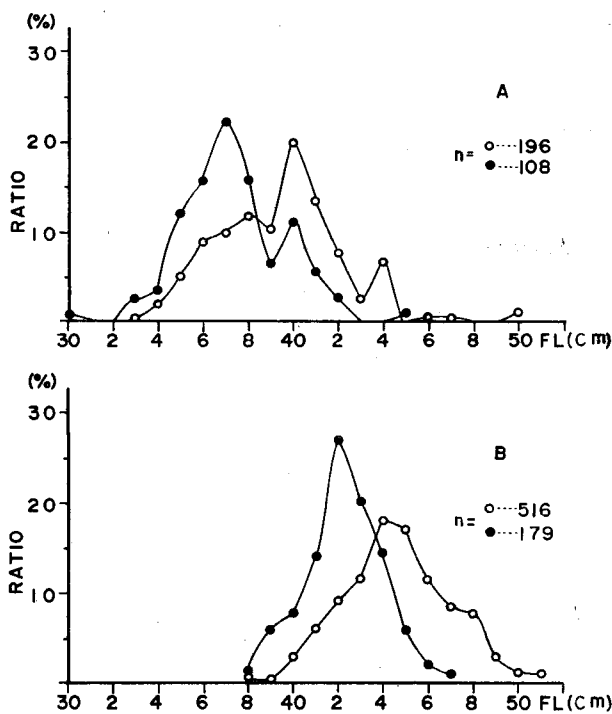 (%)
30
20
10
RATIO
A
n= ○----196
●----108
30 2 4 6 8 40 2 4 6 8 50 FL(Cm)
(%)
30
20
10
RATIO
B
n= ○----516
●----179
30 2 4 6 8 40 2 4 6 8 50 FL(Cm)